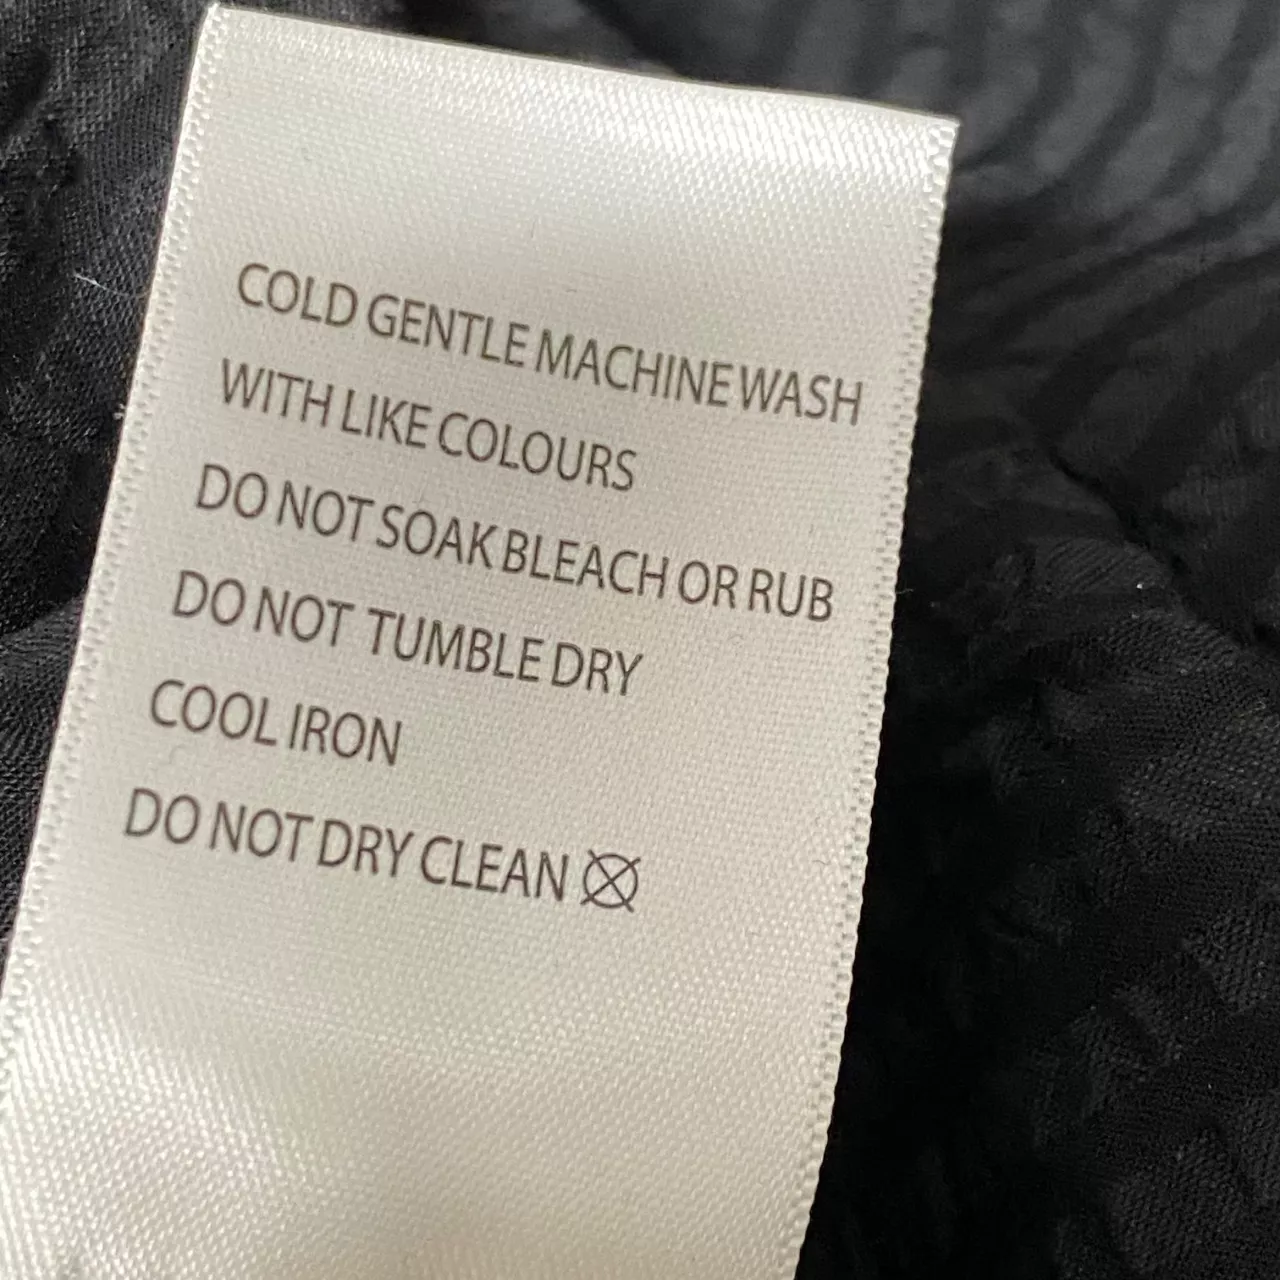 COLD GENTLE MACHINE WASH
WITH LIKE COLOURS
DO NOT SOAK BLEACH OR RUB
DO NOT TUMBLE DRY
COOL IRON
DO NOT DRY CLEAN